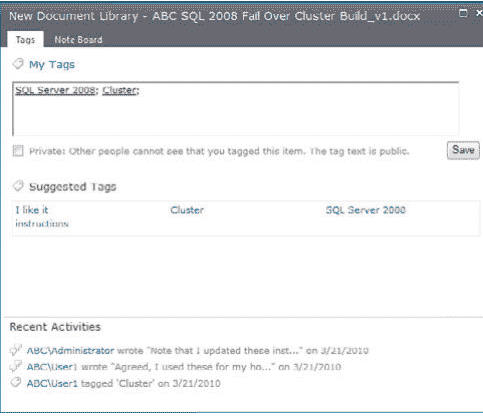 New Document Library - ABC SQL 2008 Fail Over Cluster Build_v1.docx
Tags Note Board
My Tags
SQL Server 2008; Cluster;
Private: Other people cannot see that you tagged this item. The tag text is public.
Save
Suggested Tags
I like it Cluster SQL Server 2008
instructions
Recent Activities
ABC\Administrator wrote "Note that I updated these inst..." on 3/21/2010
ABC\User1 wrote "Agreed, I used these for my ho..." on 3/21/2010
ABC\User1 tagged 'Cluster' on 3/21/2010